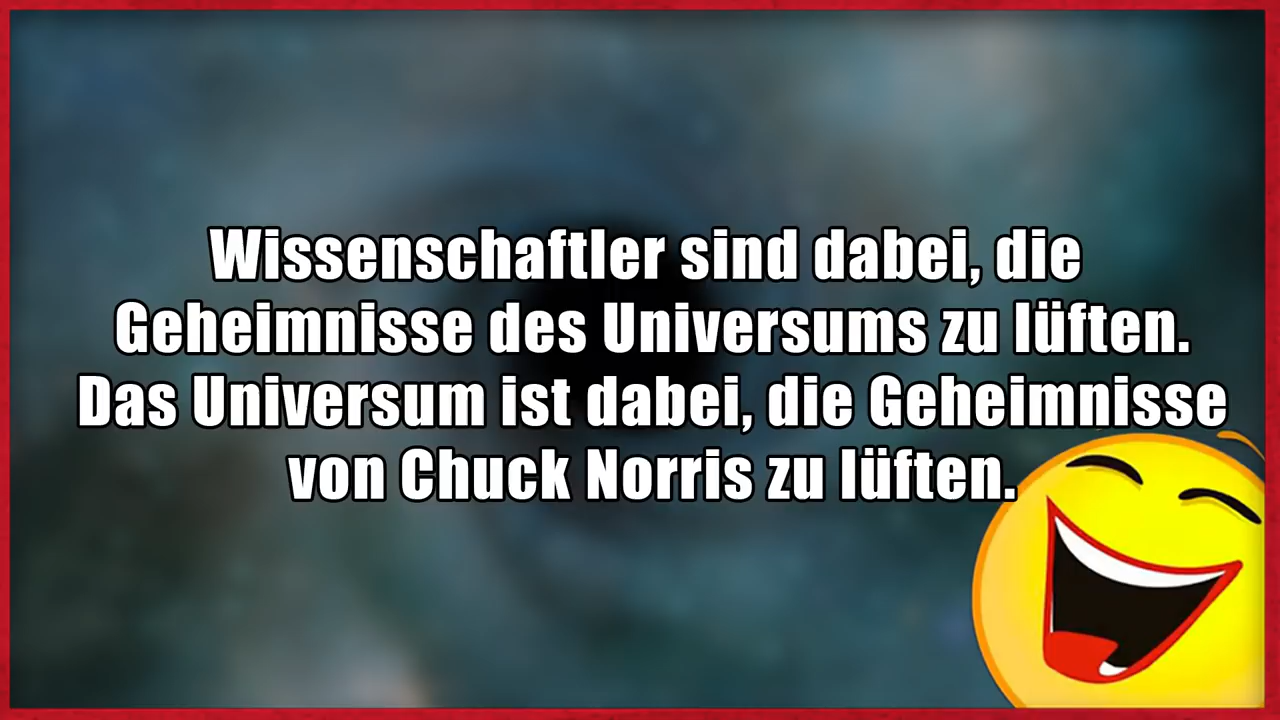 Wissenschaftler sind dabei, die
Geheimnisse des Universums zu lüften.
Das Universum ist dabei, die Geheimnisse
von Chuck Norris zu lüften.